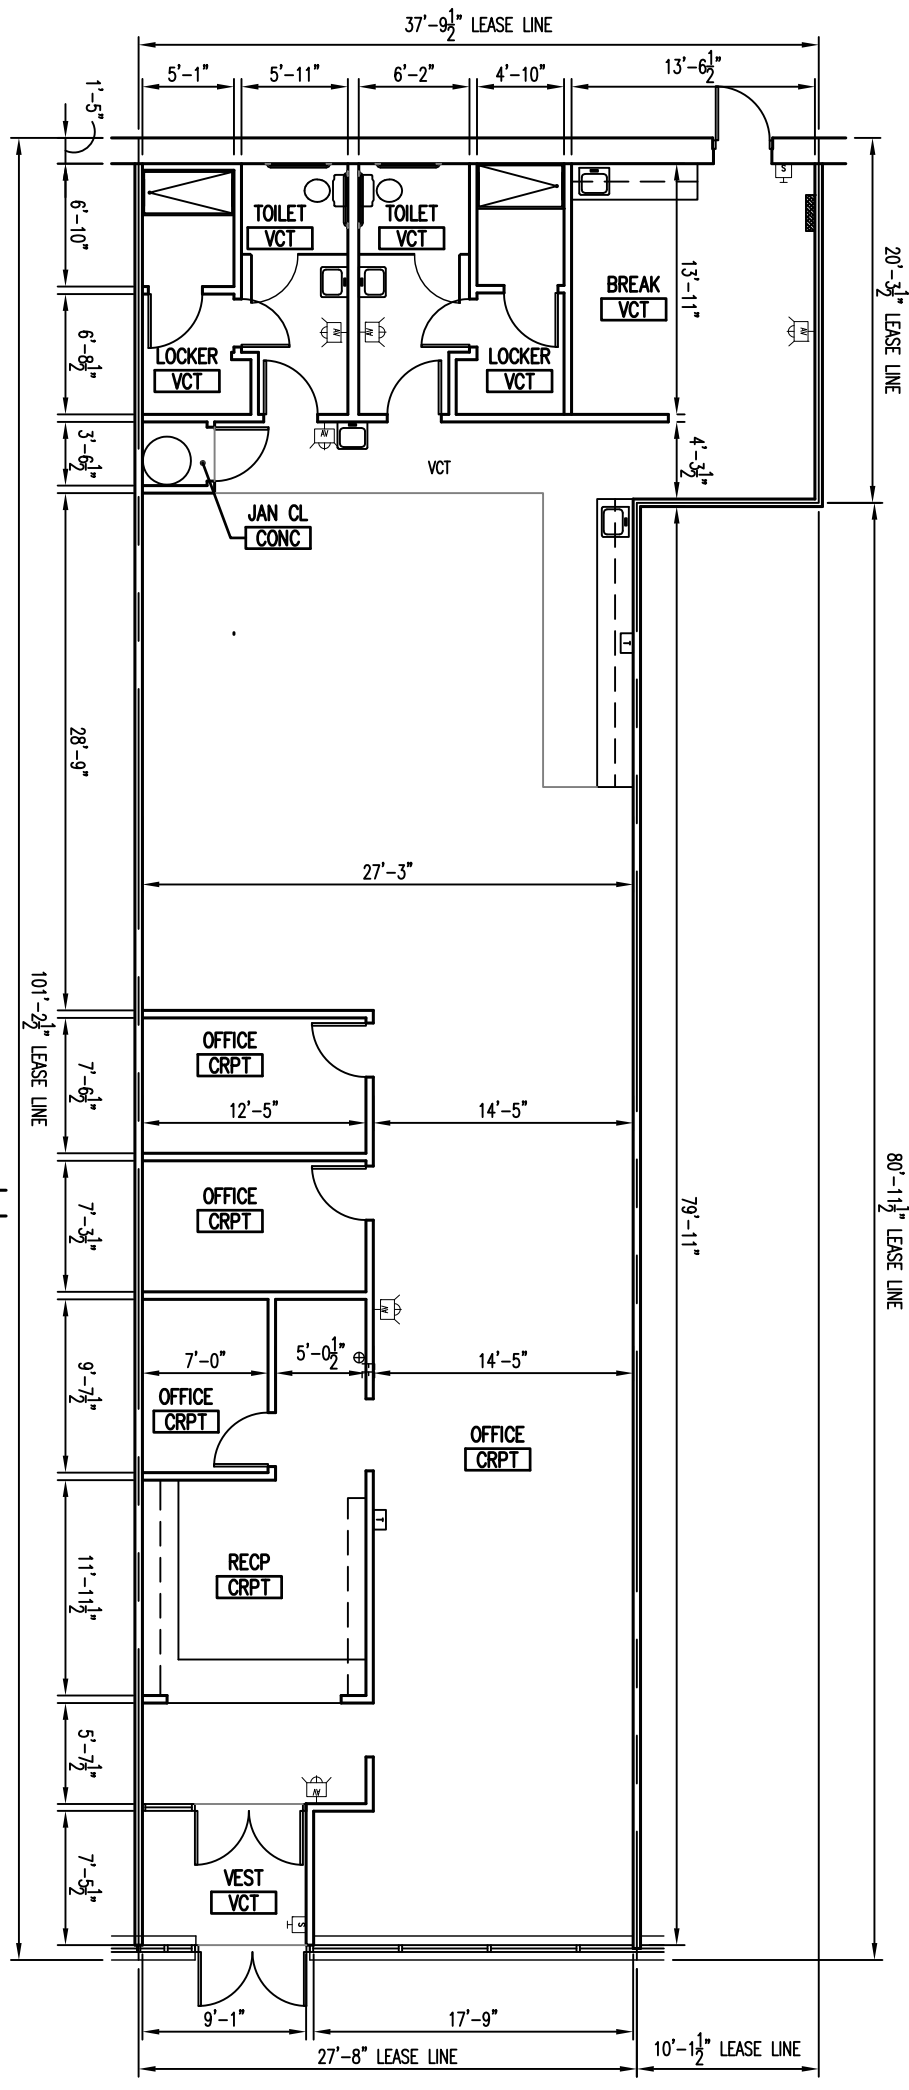 37'-9½" LEASE LINE
5'-1"
5'-11"
6'-2"
4'-10"
13'-6½"
1'-5"
S
TOILET
VCT
TOILET
VCT
6'-10"
13'-11"
BREAK
VCT
20'-3½" LEASE LINE
AV
AV
AV
LOCKER
VCT
LOCKER
VCT
6'-8½"
AV
3'-6½"
VCT
4'-3½"
JAN CL
CONC
T
28'-9"
27'-3"
101'-2½" LEASE LINE
OFFICE
CRPT
7'-6½"
12'-5"
14'-5"
OFFICE
CRPT
7'-3½"
79'-11"
80'-11½" LEASE LINE
AV
7'-0"
5'-0½"
14'-5"
9'-7½"
OFFICE
CRPT
OFFICE
CRPT
T
RECP
CRPT
11'-11½"
5'-7½"
AV
VEST
VCT
7'-5½"
S
9'-1"
17'-9"
27'-8" LEASE LINE
10'-1½" LEASE LINE